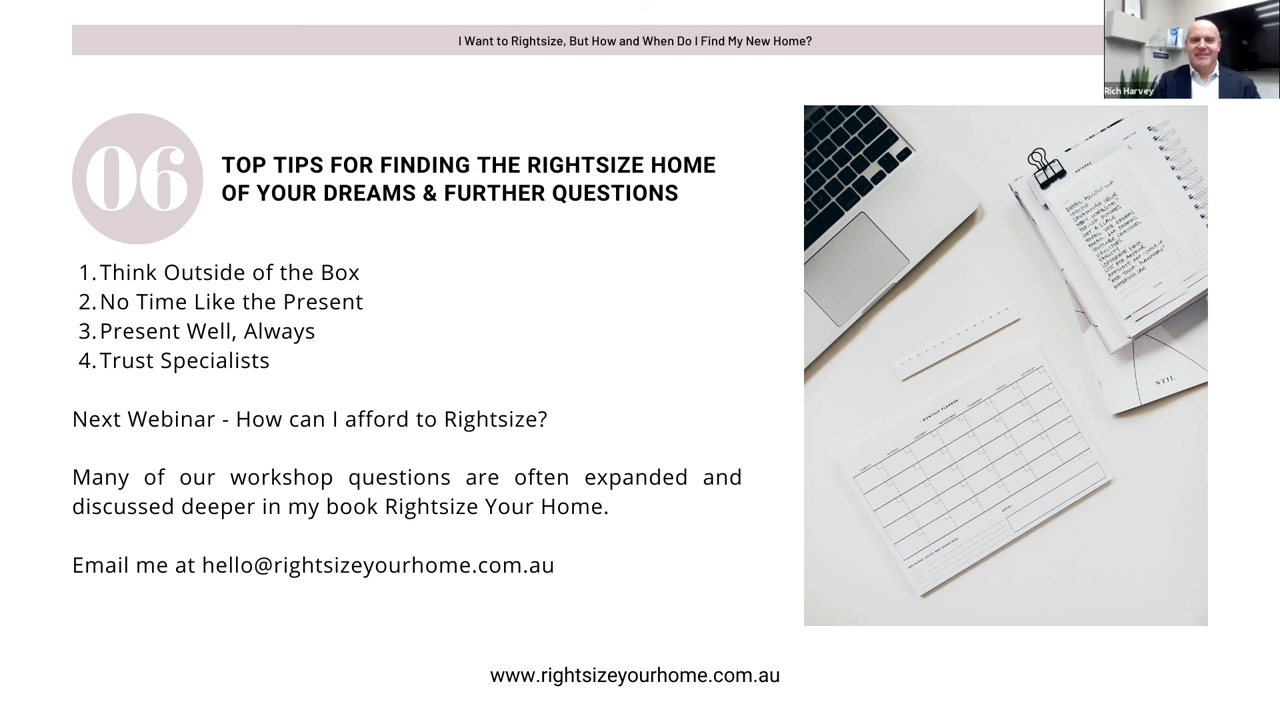 I Want to Rightsize, But How and When Do I Find My New Home?
Rich Harvey
06
TOP TIPS FOR FINDING THE RIGHTSIZE HOME
OF YOUR DREAMS & FURTHER QUESTIONS
1. Think Outside of the Box
2. No Time Like the Present
3. Present Well, Always
4. Trust Specialists
Next Webinar - How can I afford to Rightsize?
Many of our workshop questions are often expanded and
discussed deeper in my book Rightsize Your Home.
Email me at hello@rightsizeyourhome.com.au
STIL
MONTHLY PLANNER
www.rightsizeyourhome.com.au